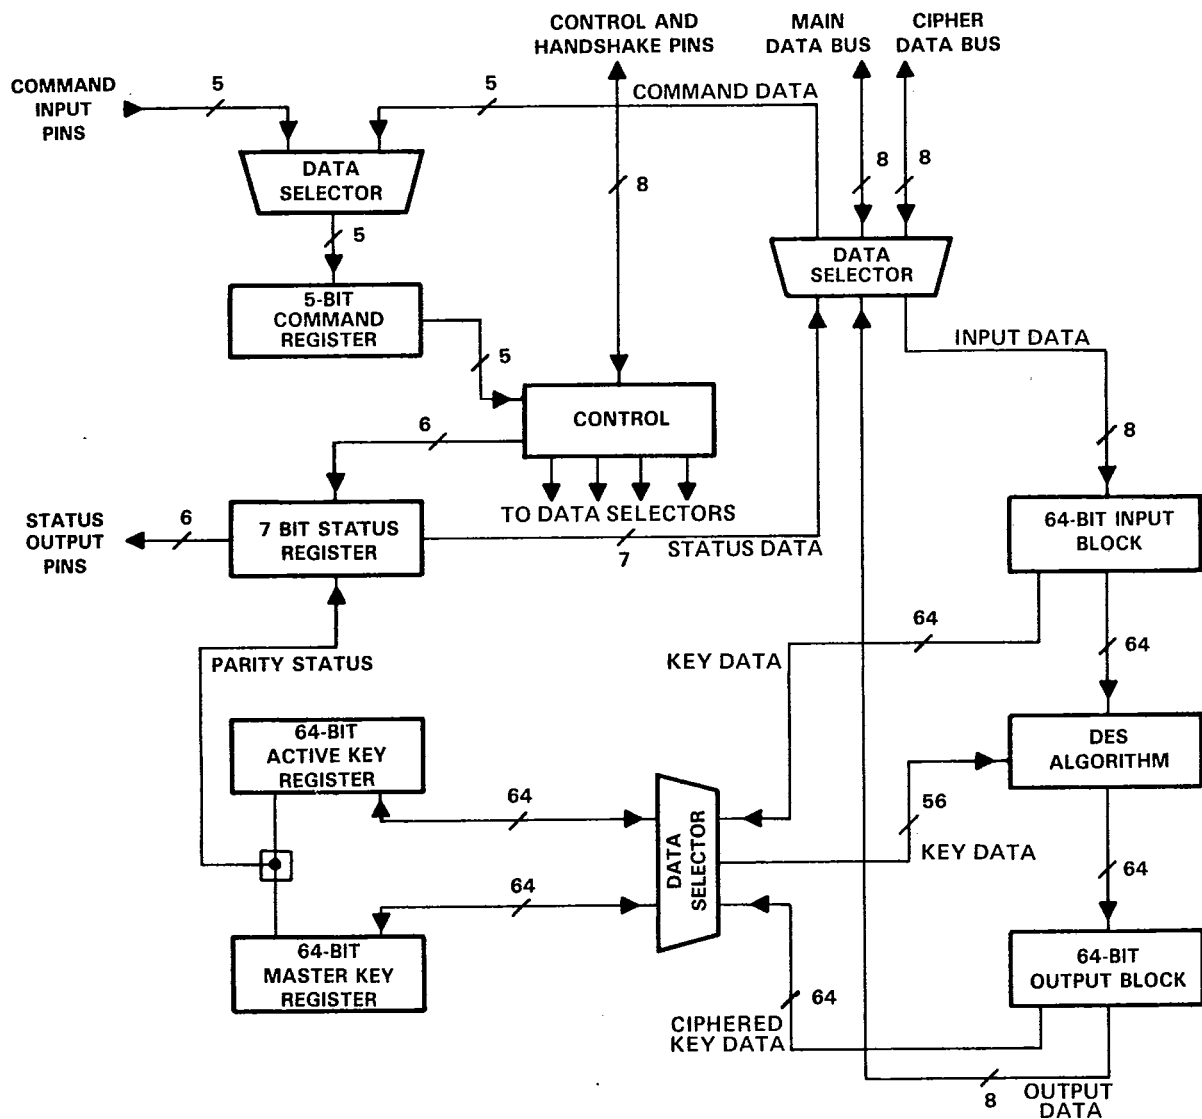 CONTROL AND
HANDSHAKE PINS
MAIN
DATA BUS
CIPHER
DATA BUS
COMMAND
INPUT
PINS
5
5
COMMAND DATA
8
8
8
DATA
SELECTOR
5
DATA
SELECTOR
5-BIT
COMMAND
REGISTER
5
INPUT DATA
CONTROL
6
8
TO DATA SELECTORS
STATUS
OUTPUT
PINS
6
7 BIT STATUS
REGISTER
7
STATUS DATA
64-BIT INPUT
BLOCK
64
KEY DATA
64
PARITY STATUS
64-BIT
ACTIVE KEY
REGISTER
DES
ALGORITHM
64
DATA
SELECTOR
56
KEY DATA
64
64
64-BIT
MASTER KEY
REGISTER
64-BIT
OUTPUT BLOCK
64
CIPHERED
KEY DATA
8
OUTPUT
DATA